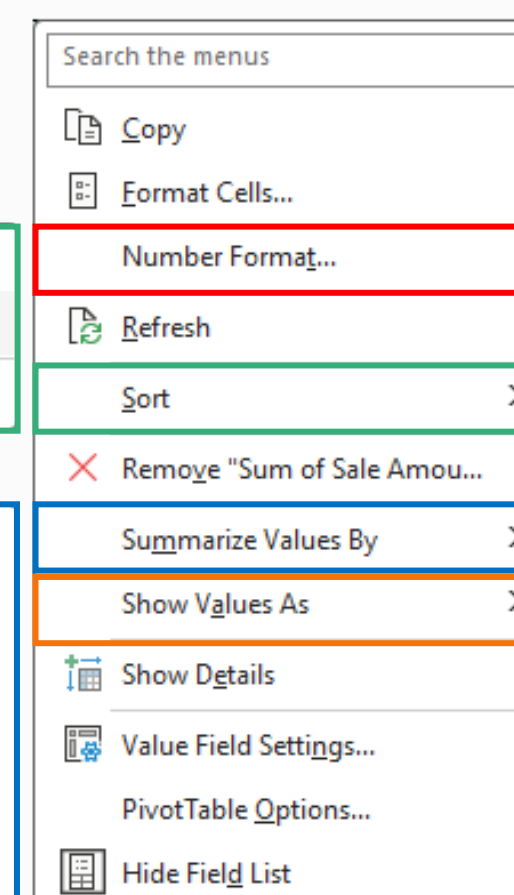 Search the menus
Copy
Format Cells...
Number Format...
Refresh
Sort
Remove "Sum of Sale Amou...
Summarize Values By
Show Values As
Show Details
Value Field Settings...
PivotTable Options...
Hide Field List